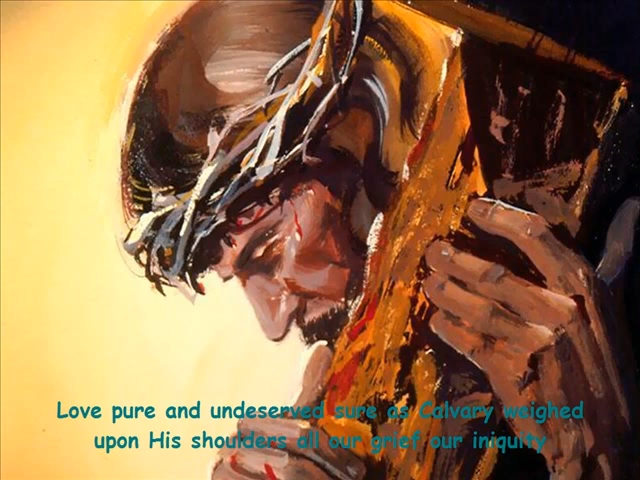 Love pure and undeserved sure as Calvary weighed
upon His shoulders all our grief our iniquity